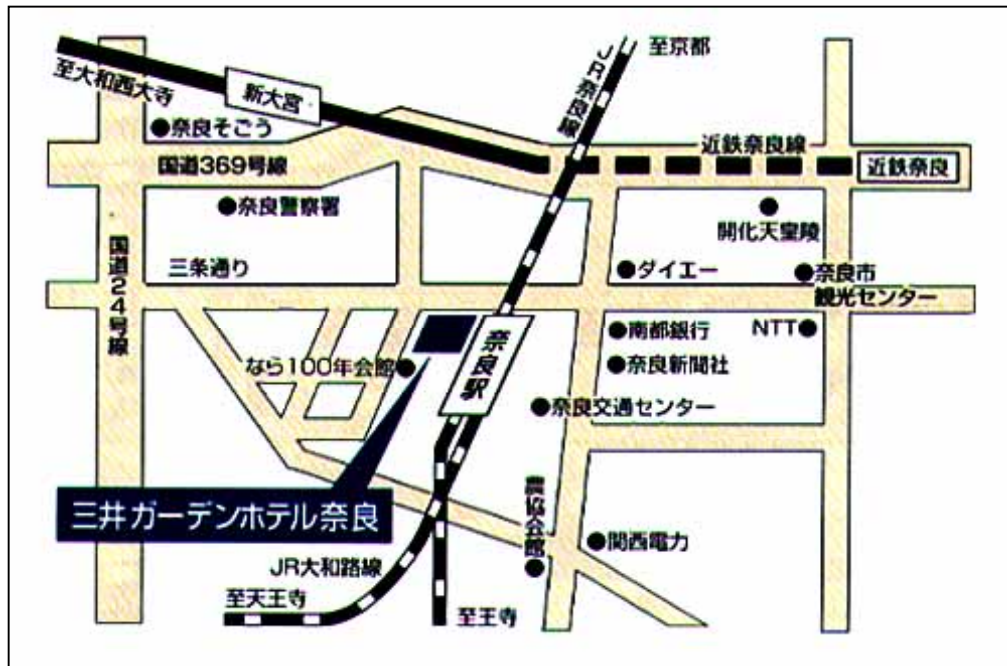 至京都
JR奈良線
至大和西大寺
新大宮
奈良そごう
国道369号線
近鉄奈良線
近鉄奈良
奈良警察署
開化天皇陵
国道24号線
三条通り
ダイエー
奈良市
観光センター
奈良駅
南都銀行
NTT
なら100年会館
奈良新聞社
奈良交通センター
三井ガーデンホテル奈良
農協会館
関西電力
JR大和路線
至天王寺
至王寺